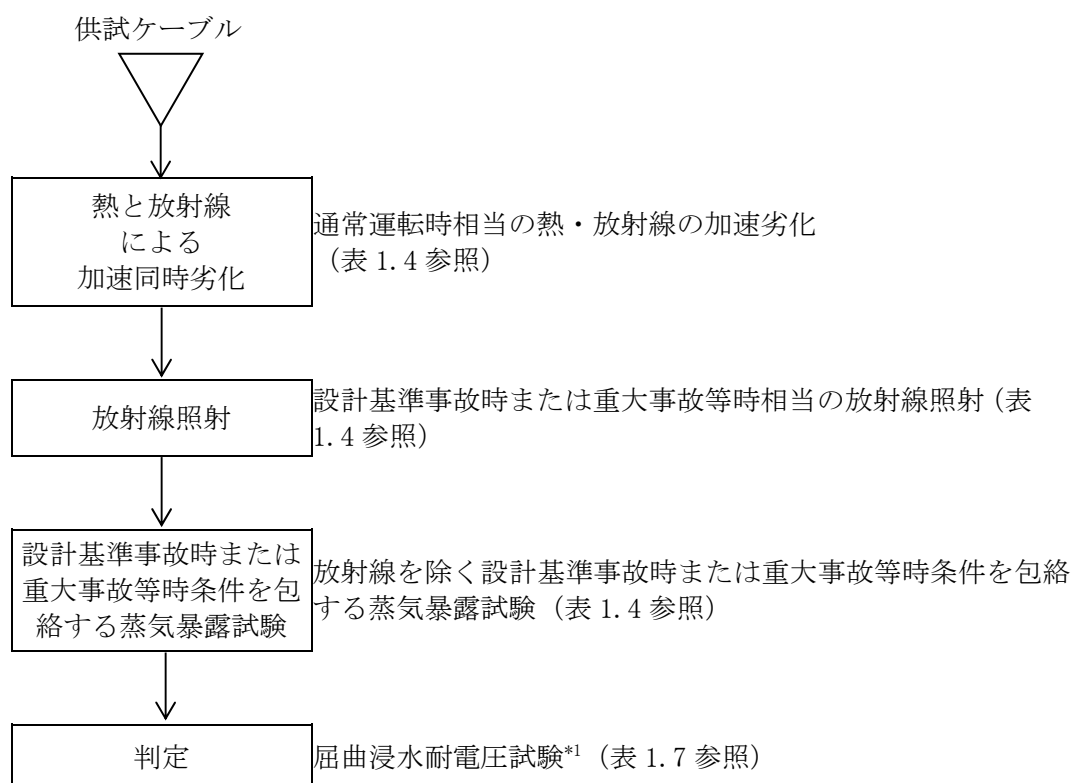 供試ケーブル
熱と放射線
による
加速同時劣化
通常運転時相当の熱・放射線の加速劣化
（表 1.4 参照）
放射線照射
設計基準事故時または重大事故等時相当の放射線照射(表
1.4 参照）
設計基準事故時または
重大事故等時条件を包
絡する蒸気暴露試験
放射線を除く設計基準事故時または重大事故等時条件を包絡
する蒸気暴露試験（表 1.4 参照）
判定
屈曲浸水耐電圧試験*1（表 1.7 参照）